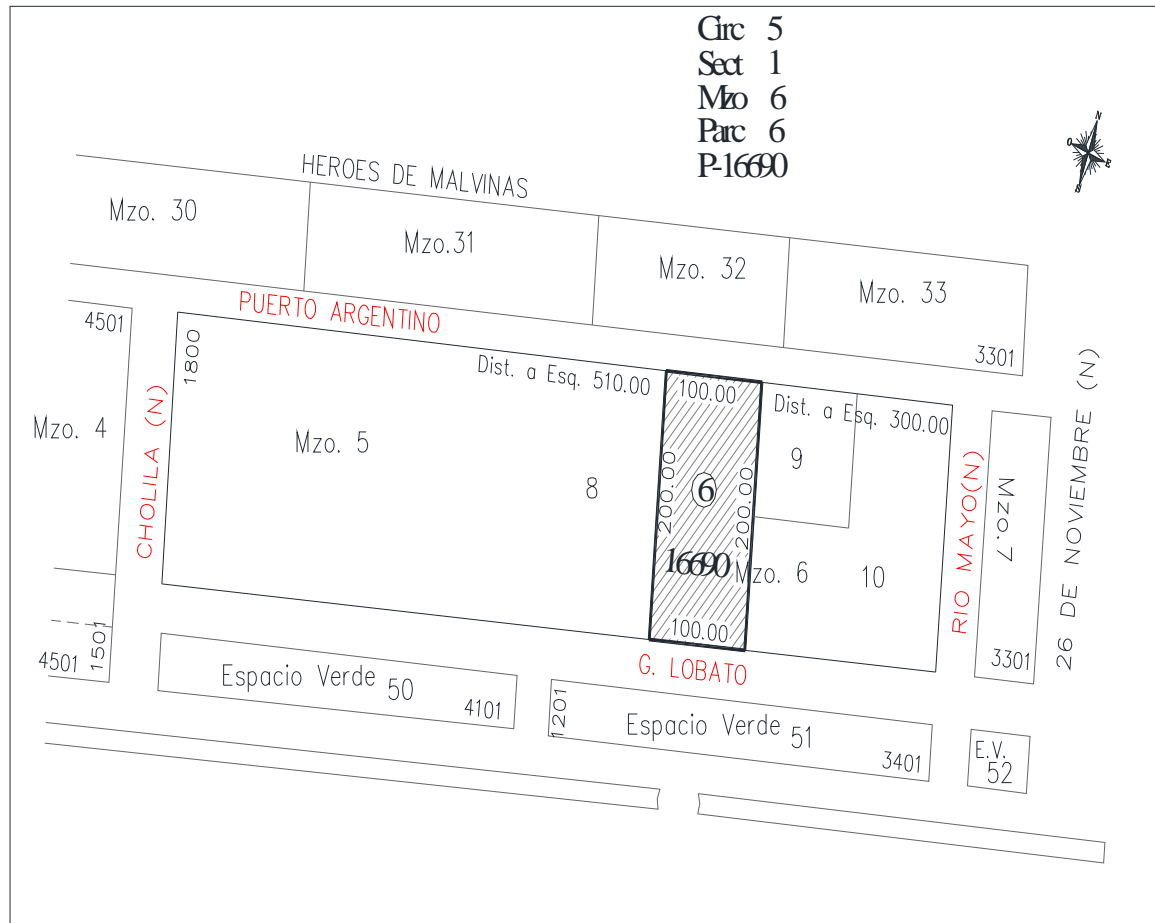 Circ 5
Sect 1
Mzo 6
Parc 6
P-16690
N
O
E
HEROES DE MALVINAS
Mzo. 30
Mzo.31
Mzo. 32
Mzo. 33
3301
PUERTO ARGENTINO
4501
1800
Dist. a Esq. 510.00
100.00
Dist. a Esq. 300.00
26 DE NOVIEMBRE (N)
CHOLILA (N)
Mzo. 4
Mzo. 5
8
200.00
6
200.00
9
RIO MAYO(N)
Mzo.7
16690
Mzo. 6
10
100.00
1501
4501
3301
G. LOBATO
Espacio Verde 50
4101
1201
Espacio Verde 51
3401
E.V.
52